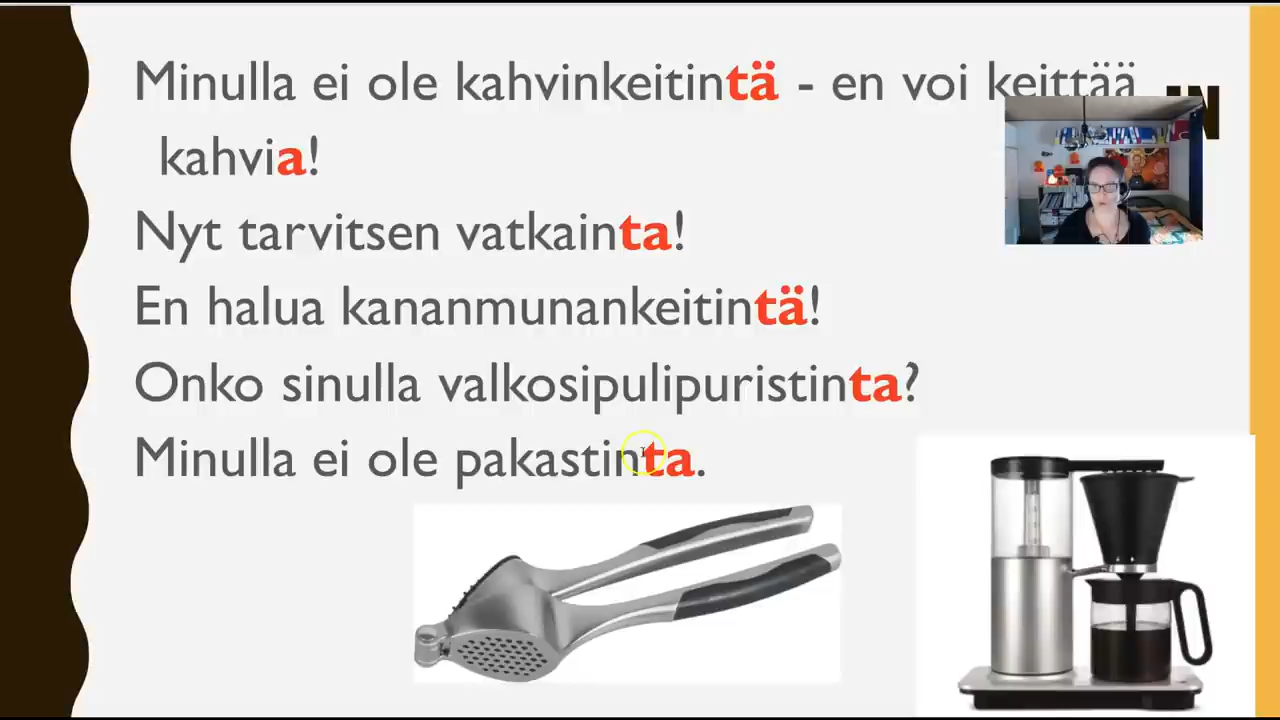 Minulla ei ole kahvinkeitintä - en voi keittää
kahvia!
Nyt tarvitsen vatkainta!
En halua kananmunankeitintä!
Onko sinulla valkosipulipuristinta?
Minulla ei ole pakastinta.